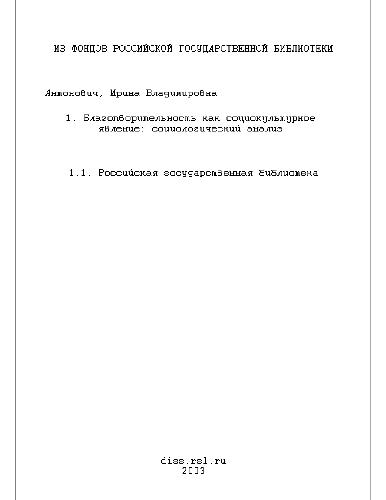 ИЗ ФОНДОВ РОССИЙСКОЙ ГОСУДАРСТВЕННОЙ БИБЛИОТЕКИ
Антонович, Ирина Владимировна
1. Благотворительность как социокультурное
явление: социологический анализ
1.1. Российская государственная библиотека
diss.rsl.ru
2003